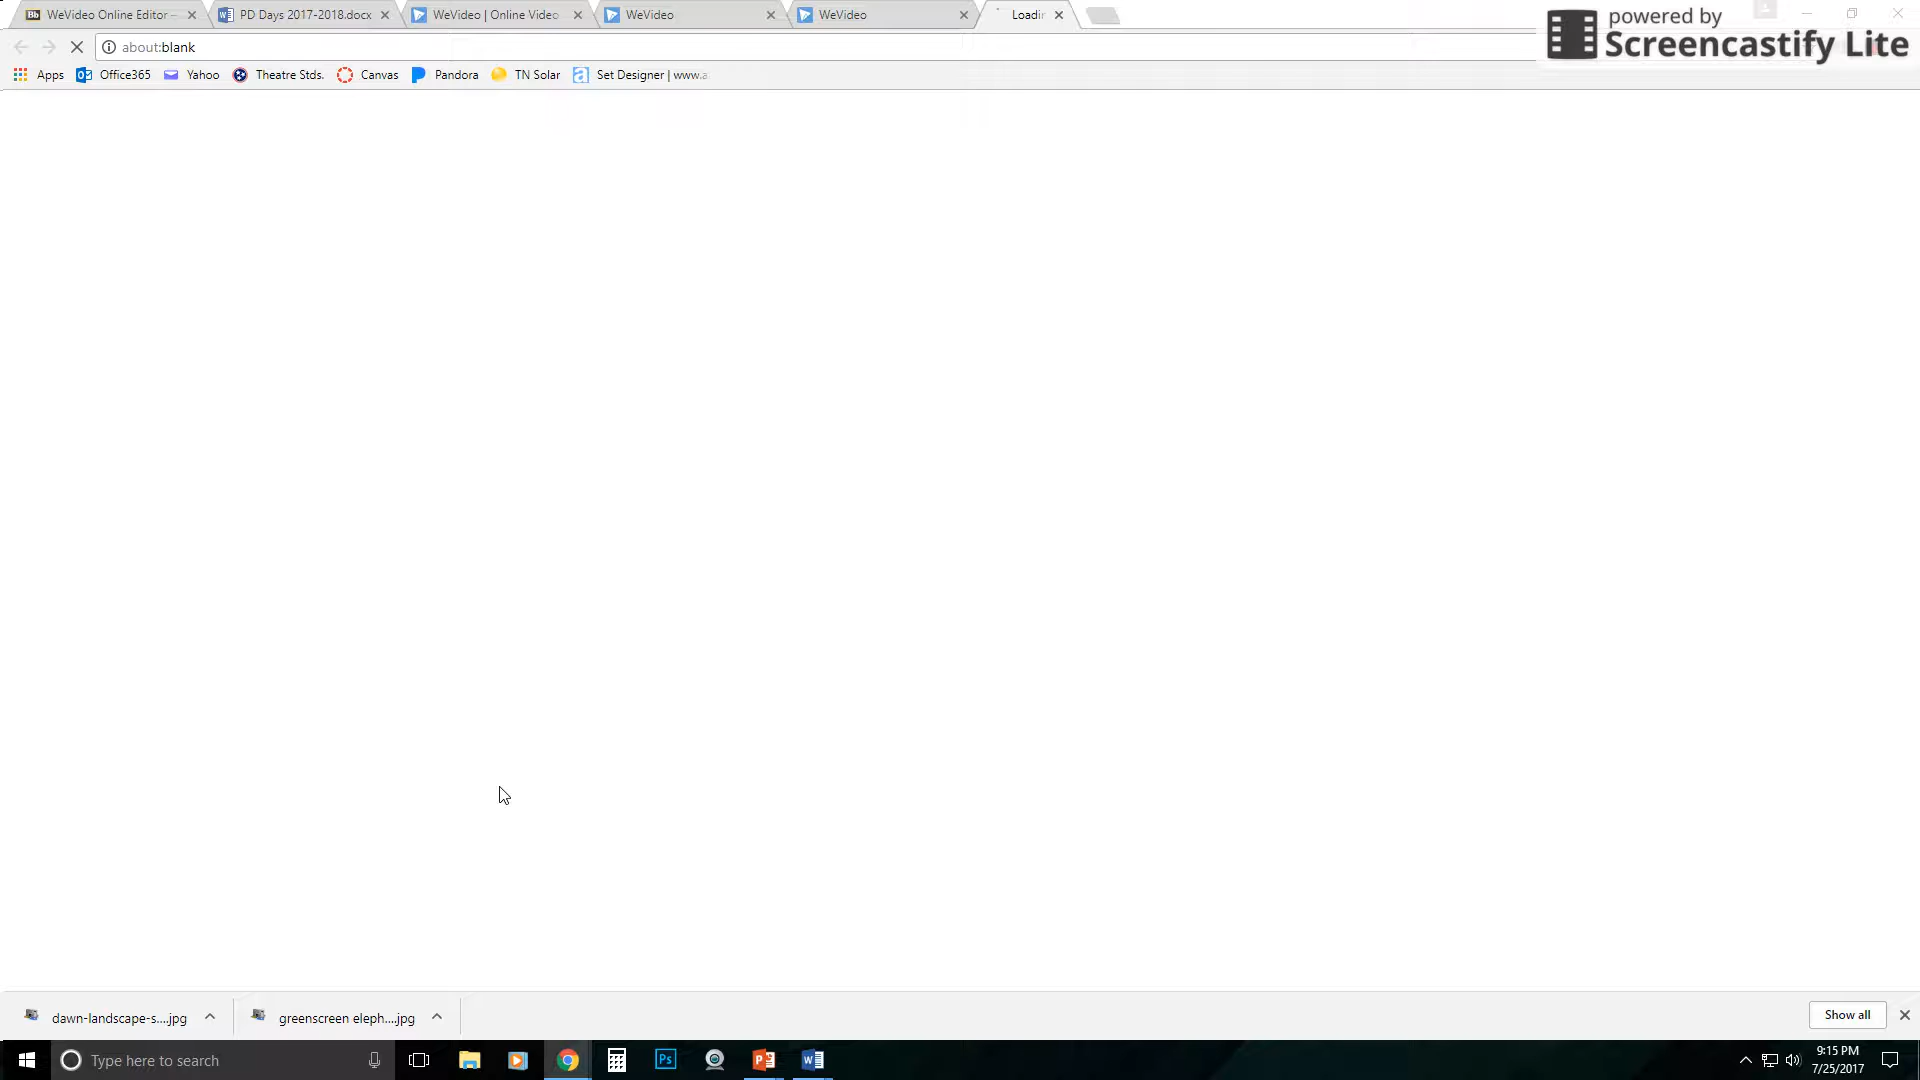 WeVideo Online Editor –
PD Days 2017-2018.docx
WeVideo | Online Video
WeVideo
WeVideo
Loadin
powered by
Screencastify Lite
about:blank
Apps
Office365
Yahoo
Theatre Stds.
Canvas
Pandora
TN Solar
Set Designer | www.a
dawn-landscape-s....jpg
greenscreen eleph....jpg
Show all
Type here to search
9:15 PM
7/25/2017